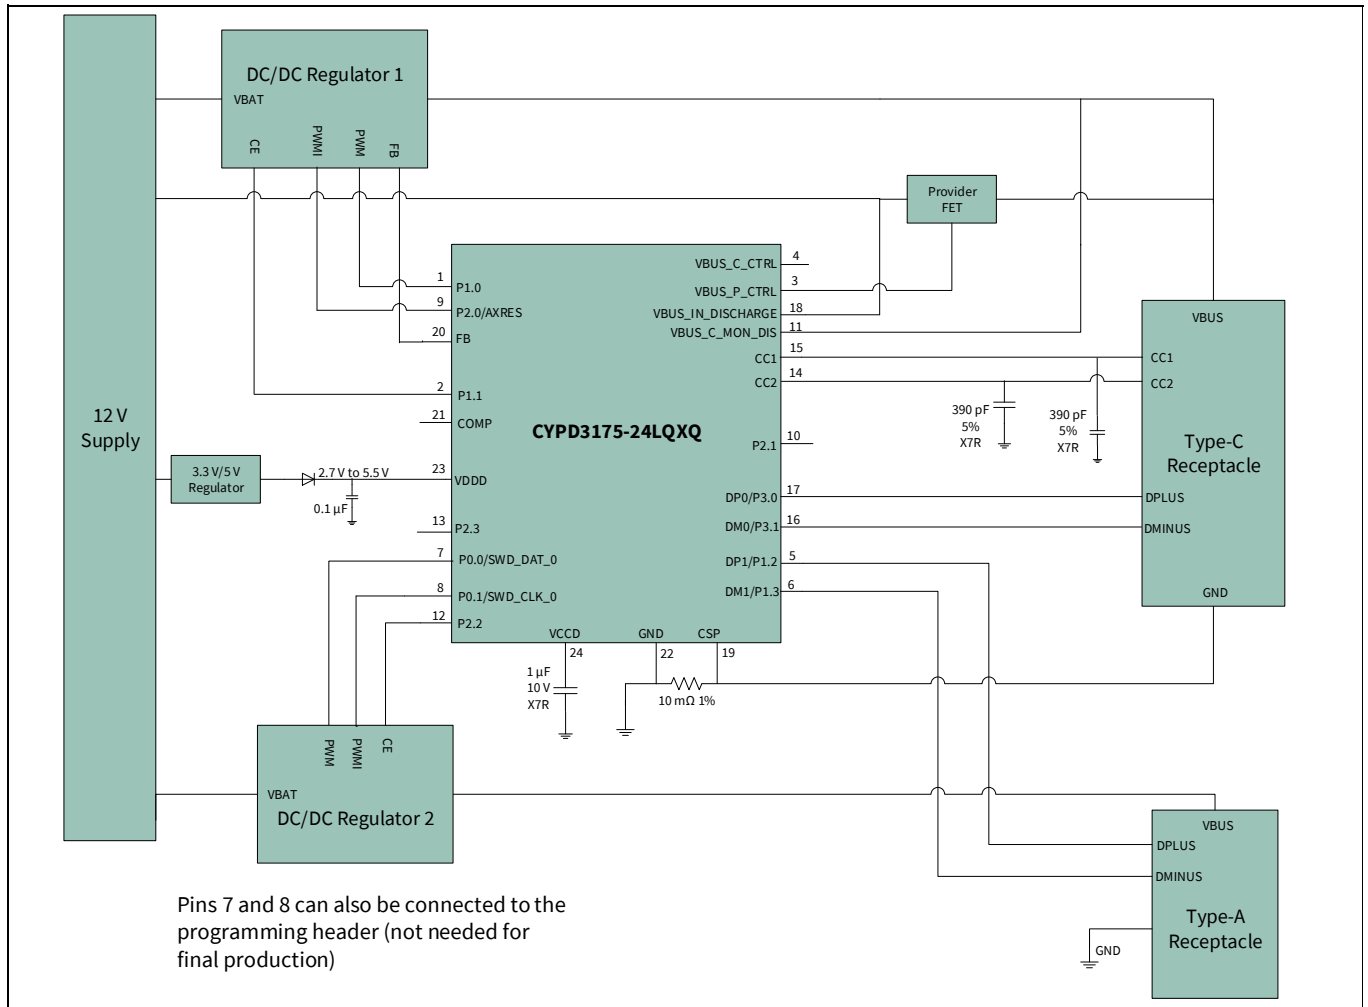 DC/DC Regulator 1
VBAT
CE
PWMI
PWM
FB
Provider
FET
12 V
Supply
3.3 V/5 V
Regulator
2.7 V to 5.5 V
0.1 µF
CYPD3175-24LQXQ
1
P1.0
9
P2.0/AXRES
20
FB
2
P1.1
21
COMP
23
VDDD
13
P2.3
7
P0.0/SWD_DAT_0
8
P0.1/SWD_CLK_0
12
P2.2
VBUS_C_CTRL
4
VBUS_P_CTRL
3
VBUS_IN_DISCHARGE
18
VBUS_C_MON_DIS
11
CC1
15
CC2
14
P2.1
10
DP0/P3.0
17
DM0/P3.1
16
DP1/P1.2
5
DM1/P1.3
6
VCCD
24
GND
22
CSP
19
1 µF
10 V
X7R
10 mΩ 1%
390 pF
5%
X7R
390 pF
5%
X7R
VBUS
CC1
CC2
Type-C
Receptacle
DPLUS
DMINUS
GND
PWM
PWMI
CE
VBAT
DC/DC Regulator 2
VBUS
DPLUS
DMINUS
Type-A
Receptacle
GND
Pins 7 and 8 can also be connected to the
programming header (not needed for
final production)